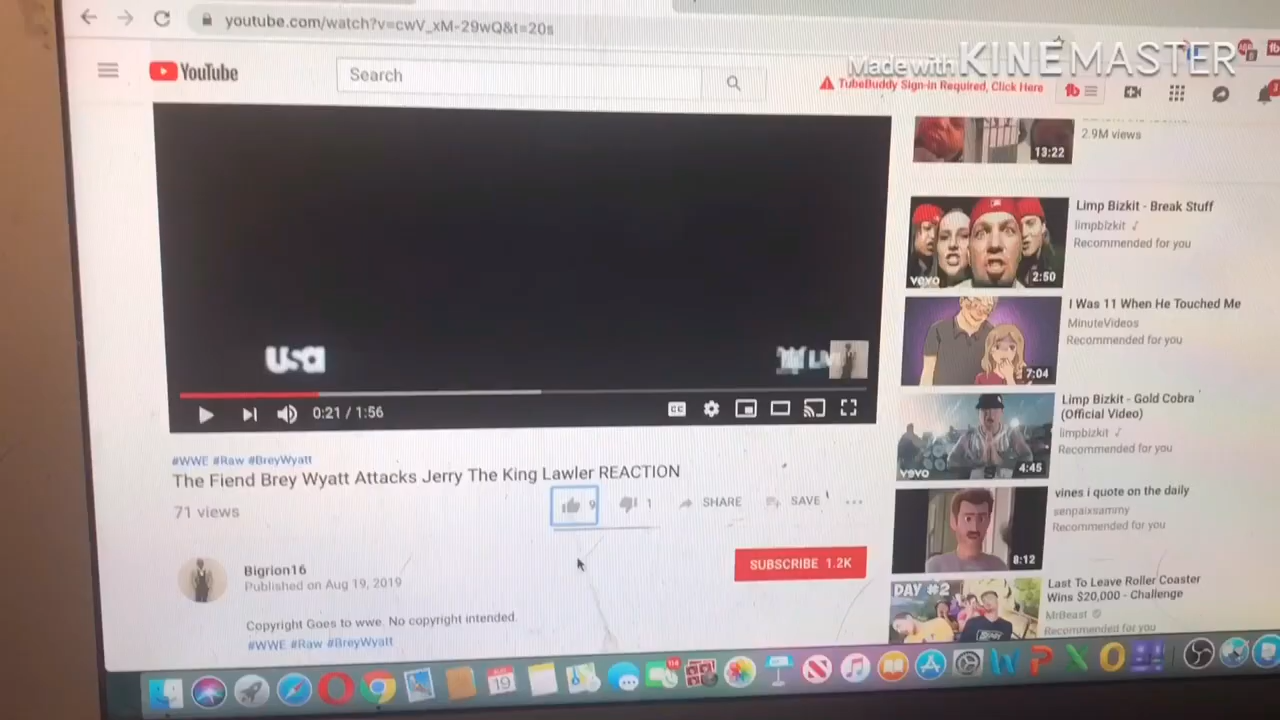 youtube.com/watch?v=cwV_xM-29wQ&t=20s
Made with KINEMASTER
YouTube
Search
TubeBuddy Sign-in Required, Click Here
2.9M views
13:22
Limp Bizkit - Break Stuff
limpbizkit
Recommended for you
vevo
2:50
I Was 11 When He Touched Me
MinuteVideos
Recommended for you
7:04
usa
LIV
0:21 / 1:56
CC
Limp Bizkit - Gold Cobra
(Official Video)
limpbizkit
Recommended for you
vevo
4:45
#WWE #Raw #BreyWyatt
The Fiend Brey Wyatt Attacks Jerry The King Lawler REACTION
71 views
9
1
SHARE
SAVE
vines i quote on the daily
senpaixsammy
Recommended for you
8:12
Bigrion16
Published on Aug 19, 2019
SUBSCRIBE 1.2K
DAY #2
Last To Leave Roller Coaster
Wins $20,000 - Challenge
MrBeast
Recommended for you
Copyright Goes to wwe. No copyright intended.
#WWE #Raw #BreyWyatt
19